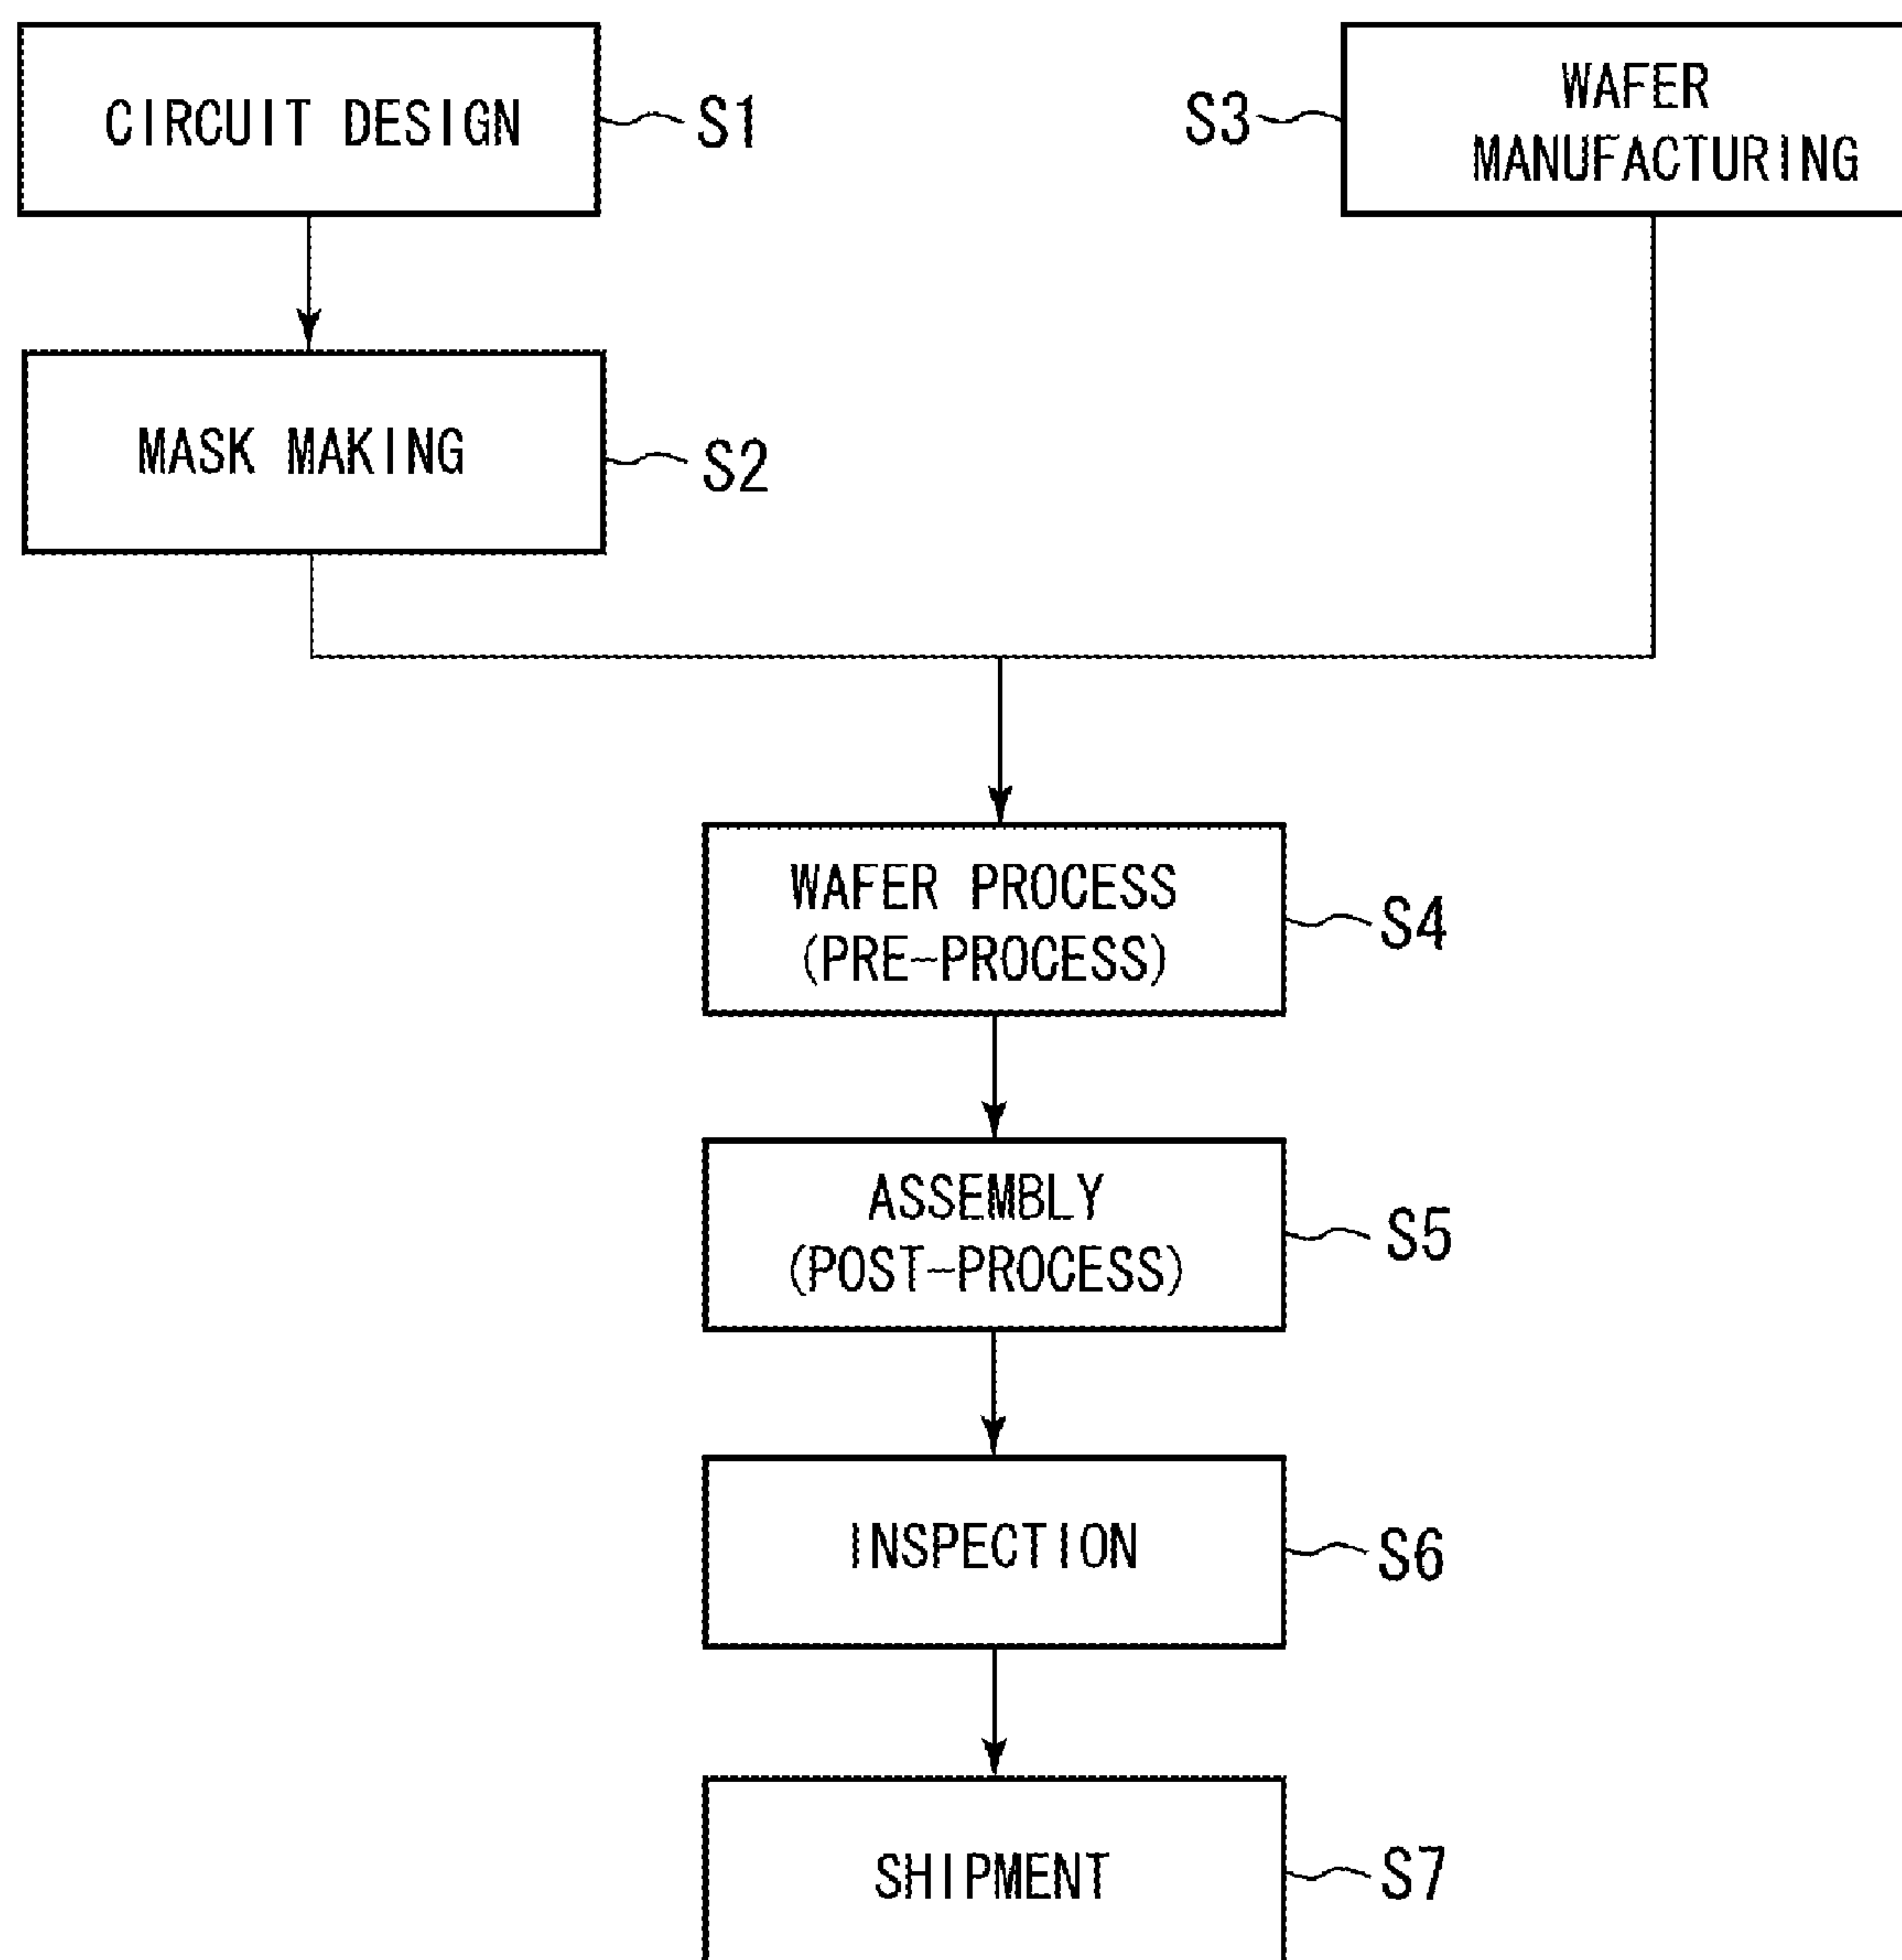 CIRCUIT DESIGN
S1
S3
WAFER
MANUFACTURING
MASK MAKING
S2
WAFER PROCESS
(PRE-PROCESS)
S4
ASSEMBLY
(POST-PROCESS)
S5
INSPECTION
S6
SHIPMENT
S7